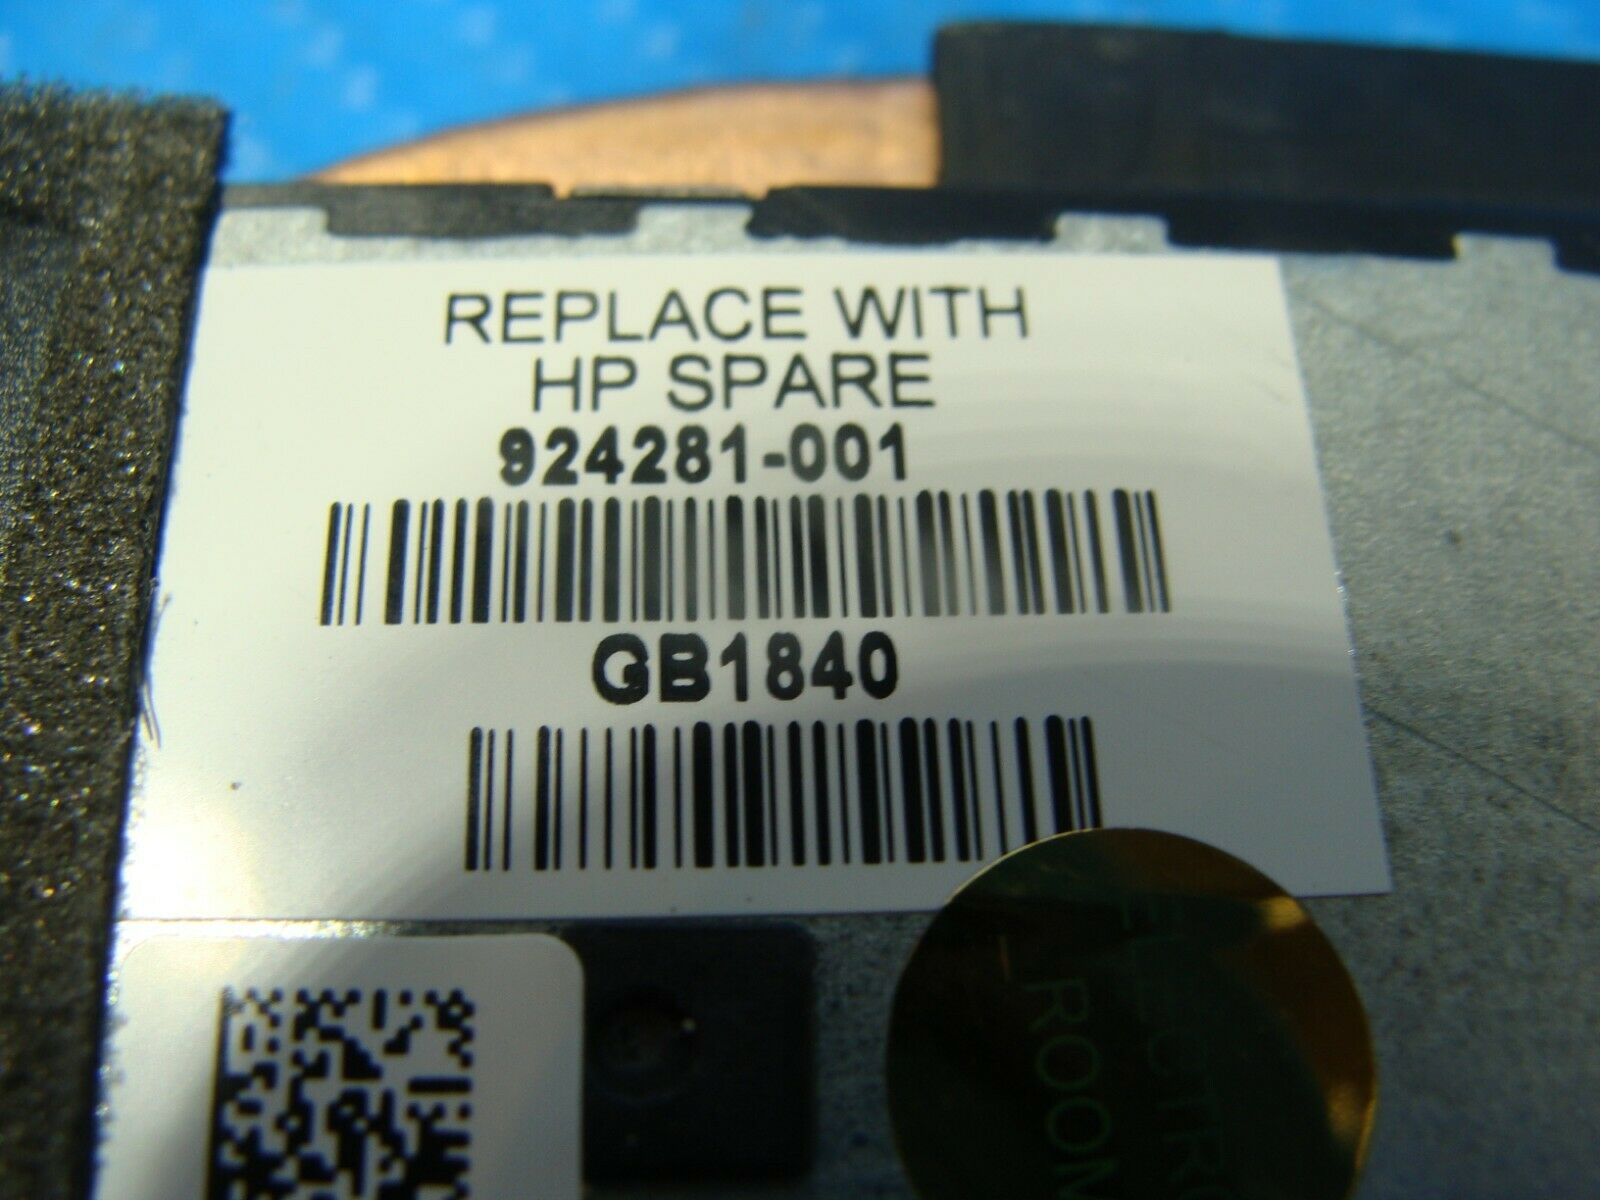 REPLACE WITH
HP SPARE
924281-001
GB1840